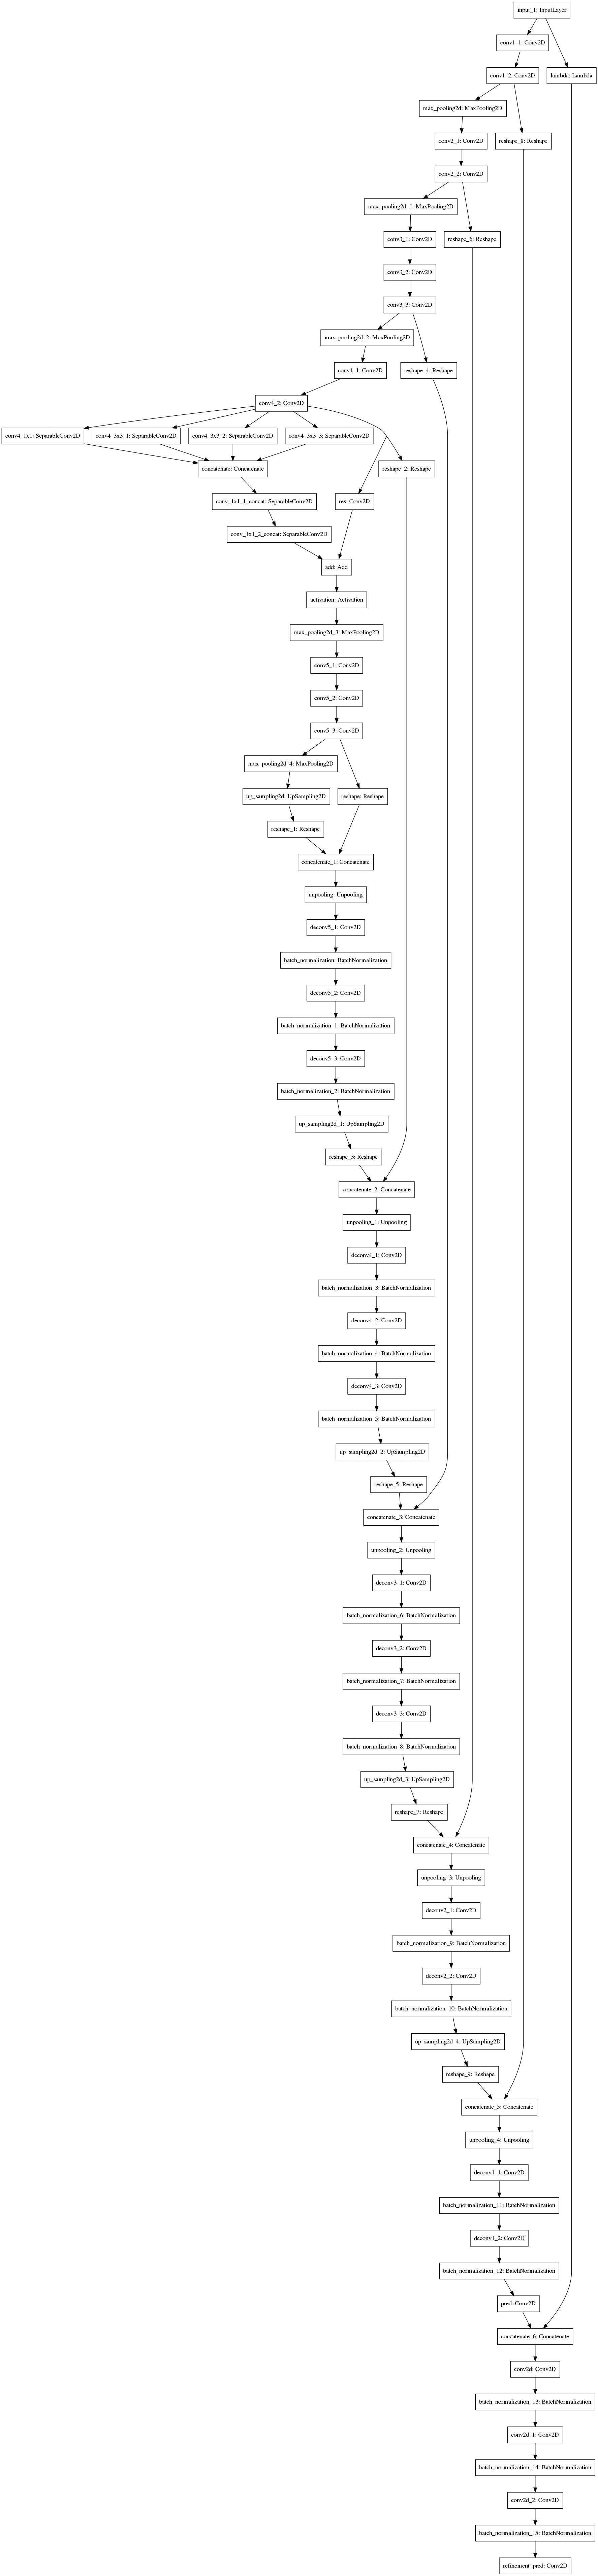 input_1: InputLayer
conv1_1: Conv2D
conv1_2: Conv2D
lambda: Lambda
max_pooling2d: MaxPooling2D
conv2_1: Conv2D
reshape_8: Reshape
conv2_2: Conv2D
max_pooling2d_1: MaxPooling2D
conv3_1: Conv2D
reshape_6: Reshape
conv3_2: Conv2D
conv3_3: Conv2D
max_pooling2d_2: MaxPooling2D
conv4_1: Conv2D
reshape_4: Reshape
conv4_2: Conv2D
conv4_1x1: SeparableConv2D
conv4_3x3_1: SeparableConv2D
conv4_3x3_2: SeparableConv2D
conv4_3x3_3: SeparableConv2D
concatenate: Concatenate
reshape_2: Reshape
conv_1x1_1_concat: SeparableConv2D
res: Conv2D
conv_1x1_2_concat: SeparableConv2D
add: Add
activation: Activation
max_pooling2d_3: MaxPooling2D
conv5_1: Conv2D
conv5_2: Conv2D
conv5_3: Conv2D
max_pooling2d_4: MaxPooling2D
up_sampling2d: UpSampling2D
reshape: Reshape
reshape_1: Reshape
concatenate_1: Concatenate
unpooling: Unpooling
deconv5_1: Conv2D
batch_normalization: BatchNormalization
deconv5_2: Conv2D
batch_normalization_1: BatchNormalization
deconv5_3: Conv2D
batch_normalization_2: BatchNormalization
up_sampling2d_1: UpSampling2D
reshape_3: Reshape
concatenate_2: Concatenate
unpooling_1: Unpooling
deconv4_1: Conv2D
batch_normalization_3: BatchNormalization
deconv4_2: Conv2D
batch_normalization_4: BatchNormalization
deconv4_3: Conv2D
batch_normalization_5: BatchNormalization
up_sampling2d_2: UpSampling2D
reshape_5: Reshape
concatenate_3: Concatenate
unpooling_2: Unpooling
deconv3_1: Conv2D
batch_normalization_6: BatchNormalization
deconv3_2: Conv2D
batch_normalization_7: BatchNormalization
deconv3_3: Conv2D
batch_normalization_8: BatchNormalization
up_sampling2d_3: UpSampling2D
reshape_7: Reshape
concatenate_4: Concatenate
unpooling_3: Unpooling
deconv2_1: Conv2D
batch_normalization_9: BatchNormalization
deconv2_2: Conv2D
batch_normalization_10: BatchNormalization
up_sampling2d_4: UpSampling2D
reshape_9: Reshape
concatenate_5: Concatenate
unpooling_4: Unpooling
deconv1_1: Conv2D
batch_normalization_11: BatchNormalization
deconv1_2: Conv2D
batch_normalization_12: BatchNormalization
pred: Conv2D
concatenate_6: Concatenate
conv2d: Conv2D
batch_normalization_13: BatchNormalization
conv2d_1: Conv2D
batch_normalization_14: BatchNormalization
conv2d_2: Conv2D
batch_normalization_15: BatchNormalization
refinement_pred: Conv2D